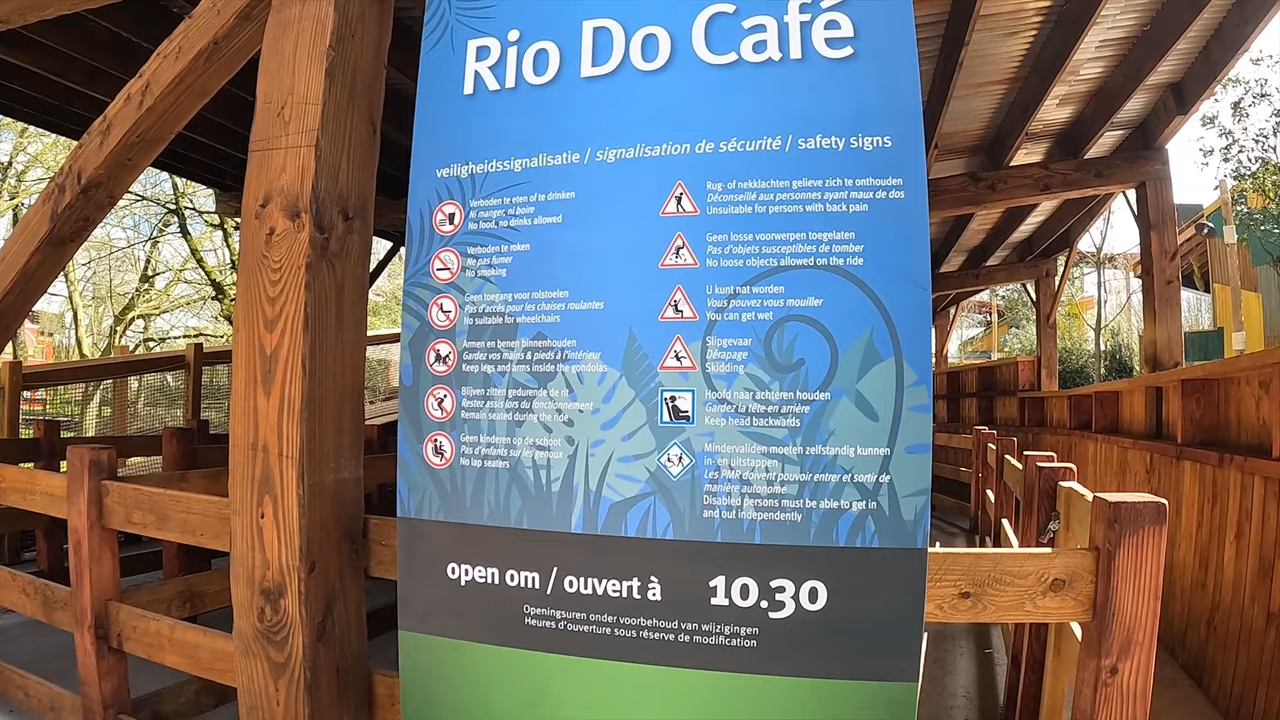 Rio Do Café
veiligheidssignalisatie / signalisation de sécurité / safety signs
Verboden te eten of te drinken
Ni manger, ni boire
No food, no drinks allowed
Verboden te roken
Ne pas fumer
No smoking
Geen toegang voor rolstoelen
Pas d'accès pour les chaises roulantes
No suitable for wheelchairs
Armen en benen binnenhouden
Gardez vos mains & pieds à l'intérieur
Keep legs and arms inside the gondolas
Blijven zitten gedurende de rit
Restez assis lors du fonctionnement
Remain seated during the ride
Geen kinderen op de schoot
Pas d'enfants sur les genoux
No lap seaters
Rug- of nekklachten gelieve zich te onthouden
Déconseillé aux personnes ayant maux de dos
Unsuitable for persons with back pain
Geen losse voorwerpen toegelaten
Pas d'objets susceptibles de tomber
No loose objects allowed on the ride
U kunt nat worden
Vous pouvez vous mouiller
You can get wet
Slipgevaar
Dérapage
Skidding
Hoofd naar achteren houden
Gardez la tête en arrière
Keep head backwards
Mindervaliden moeten zelfstandig kunnen
in- en uitstappen
Les PMR doivent pouvoir entrer et sortir de
manière autonome
Disabled persons must be able to get in
and out independently
open om / ouvert à 10.30
Openingsuren onder voorbehoud van wijzigingen
Heures d'ouverture sous réserve de modification